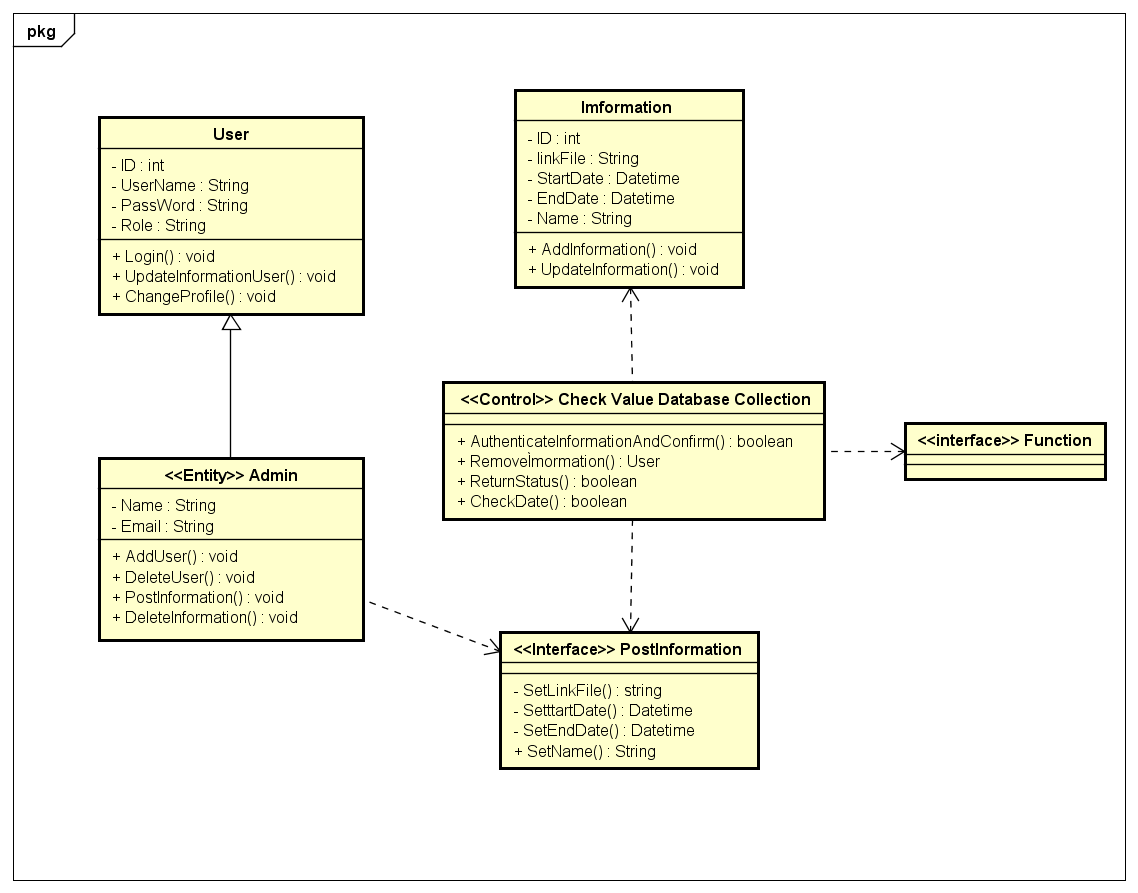 pkg
User
- ID : int
- UserName : String
- PassWord : String
- Role : String
+ Login() : void
+ UpdateInformationUser() : void
+ ChangeProfile() : void
Imformation
- ID : int
- linkFile : String
- StartDate : Datetime
- EndDate : Datetime
- Name : String
+ AddInformation() : void
+ UpdateInformation() : void
<<Control>> Check Value Database Collection
+ AuthenticateInformationAndConfirm() : boolean
+ RemoveÌmormation() : User
+ ReturnStatus() : boolean
+ CheckDate() : boolean
<<interface>> Function
<<Entity>> Admin
- Name : String
- Email : String
+ AddUser() : void
+ DeleteUser() : void
+ PostInformation() : void
+ DeleteInformation() : void
<<Interface>> PostInformation
- SetLinkFile() : string
- SetttartDate() : Datetime
- SetEndDate() : Datetime
+ SetName() : String